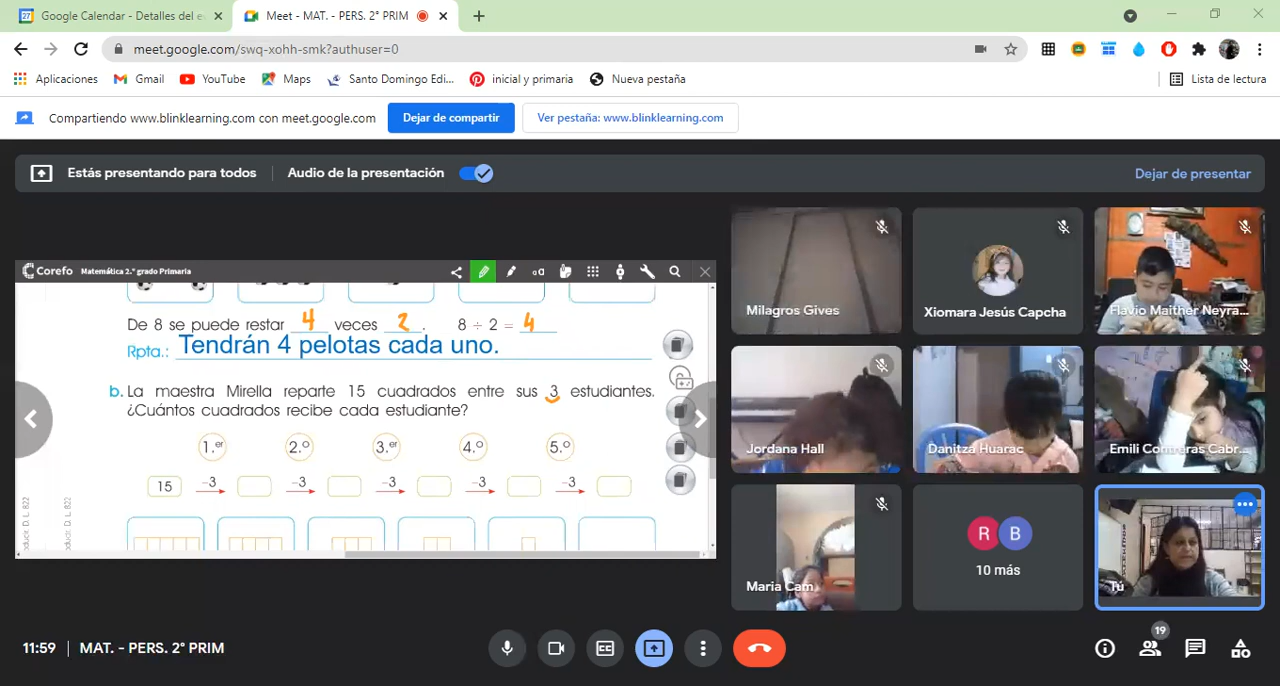 Google Calendar - Detalles del e
Meet - MAT. - PERS. 2° PRIM
meet.google.com/swq-xohh-smk?authuser=0
Aplicaciones
Gmail
YouTube
Maps
Santo Domingo Edi...
inicial y primaria
Nueva pestaña
Lista de lectura
Compartiendo www.blinklearning.com con meet.google.com
Dejar de compartir
Ver pestaña: www.blinklearning.com
Estás presentando para todos
Audio de la presentación
Dejar de presentar
Corefo Matemática 2.° grado Primaria
De 8 se puede restar 4 veces 2. 8 ÷ 2 = 4
Rpta.: Tendrán 4 pelotas cada uno.
b. La maestra Mirella reparte 15 cuadrados entre sus 3 estudiantes.
¿Cuántos cuadrados recibe cada estudiante?
1.er 2.o 3.er 4.o 5.o
15 -3 -3 -3 -3 -3
ducir. D. L. 822
Milagros Gives
Xiomara Jesús Capcha
Flavio Maither Neyra...
Jordana Hall
Danitza Huarac
Emili Contreras Cabr...
Maria Cam
R B
10 más
Tú
11:59 | MAT. - PERS. 2° PRIM
19